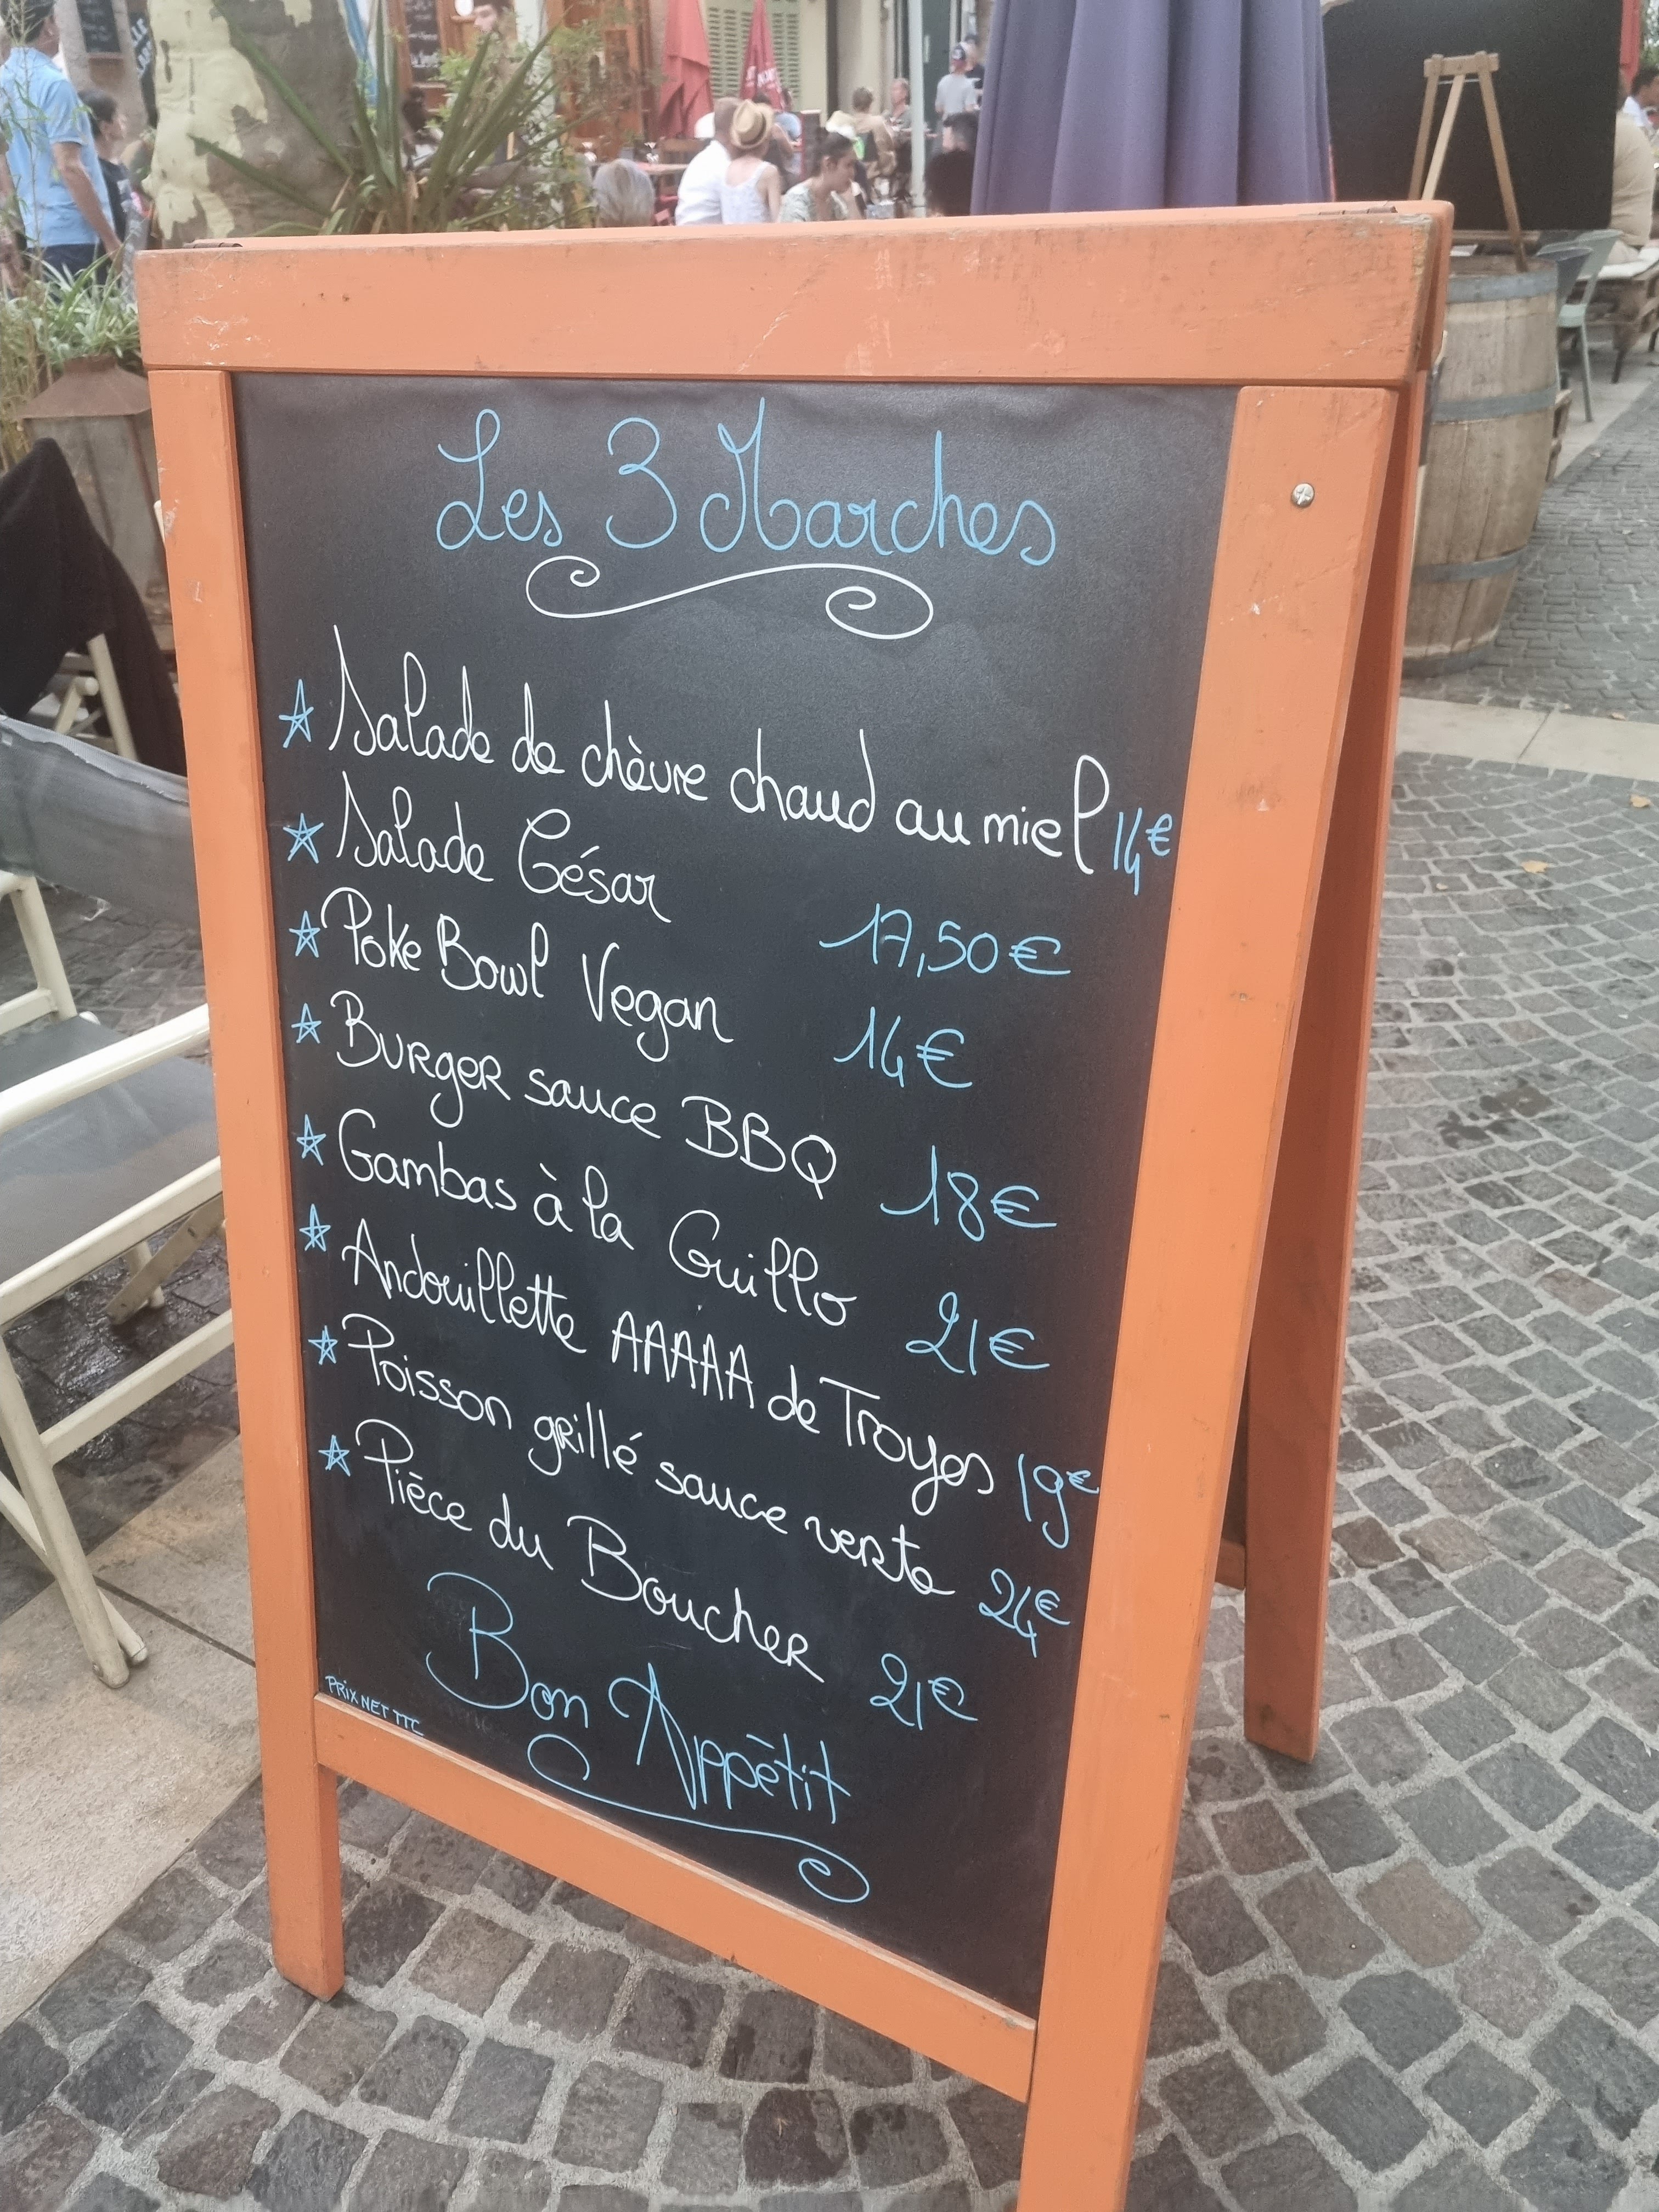 Les 3 Marches
Salade de chèvre chaud au miel 14€
Salade César 17,50€
Poké Bowl Vegan 14€
Burger sauce BBQ 18€
Gambas à la Guillo 21€
Andouillette AAAAA de Troyes 19€
Poisson grillé sauce verte 24€
Pièce du Boucher 21€
Bon Appétit
PRIX NET TTC